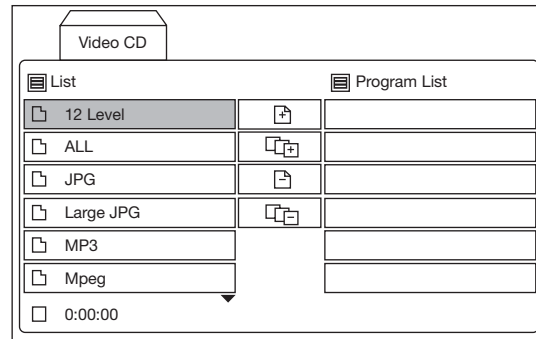 Video CD
List
Program List
12 Level
ALL
JPG
Large JPG
MP3
Mpeg
0:00:00